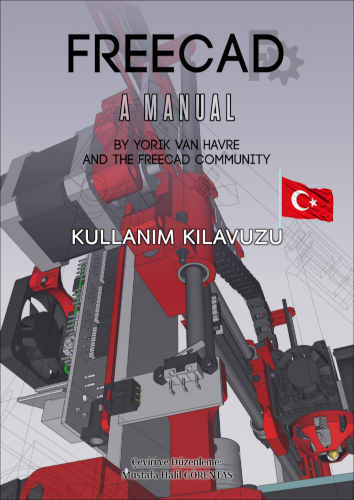 FREECAD
A MANUAL
BY YORIK VAN HAVRE
AND THE FREECAD COMMUNITY
KULLANIM KILAVUZU
Çeviri ve Düzenleme:
Mustafa Halil GÖRENTAŞ